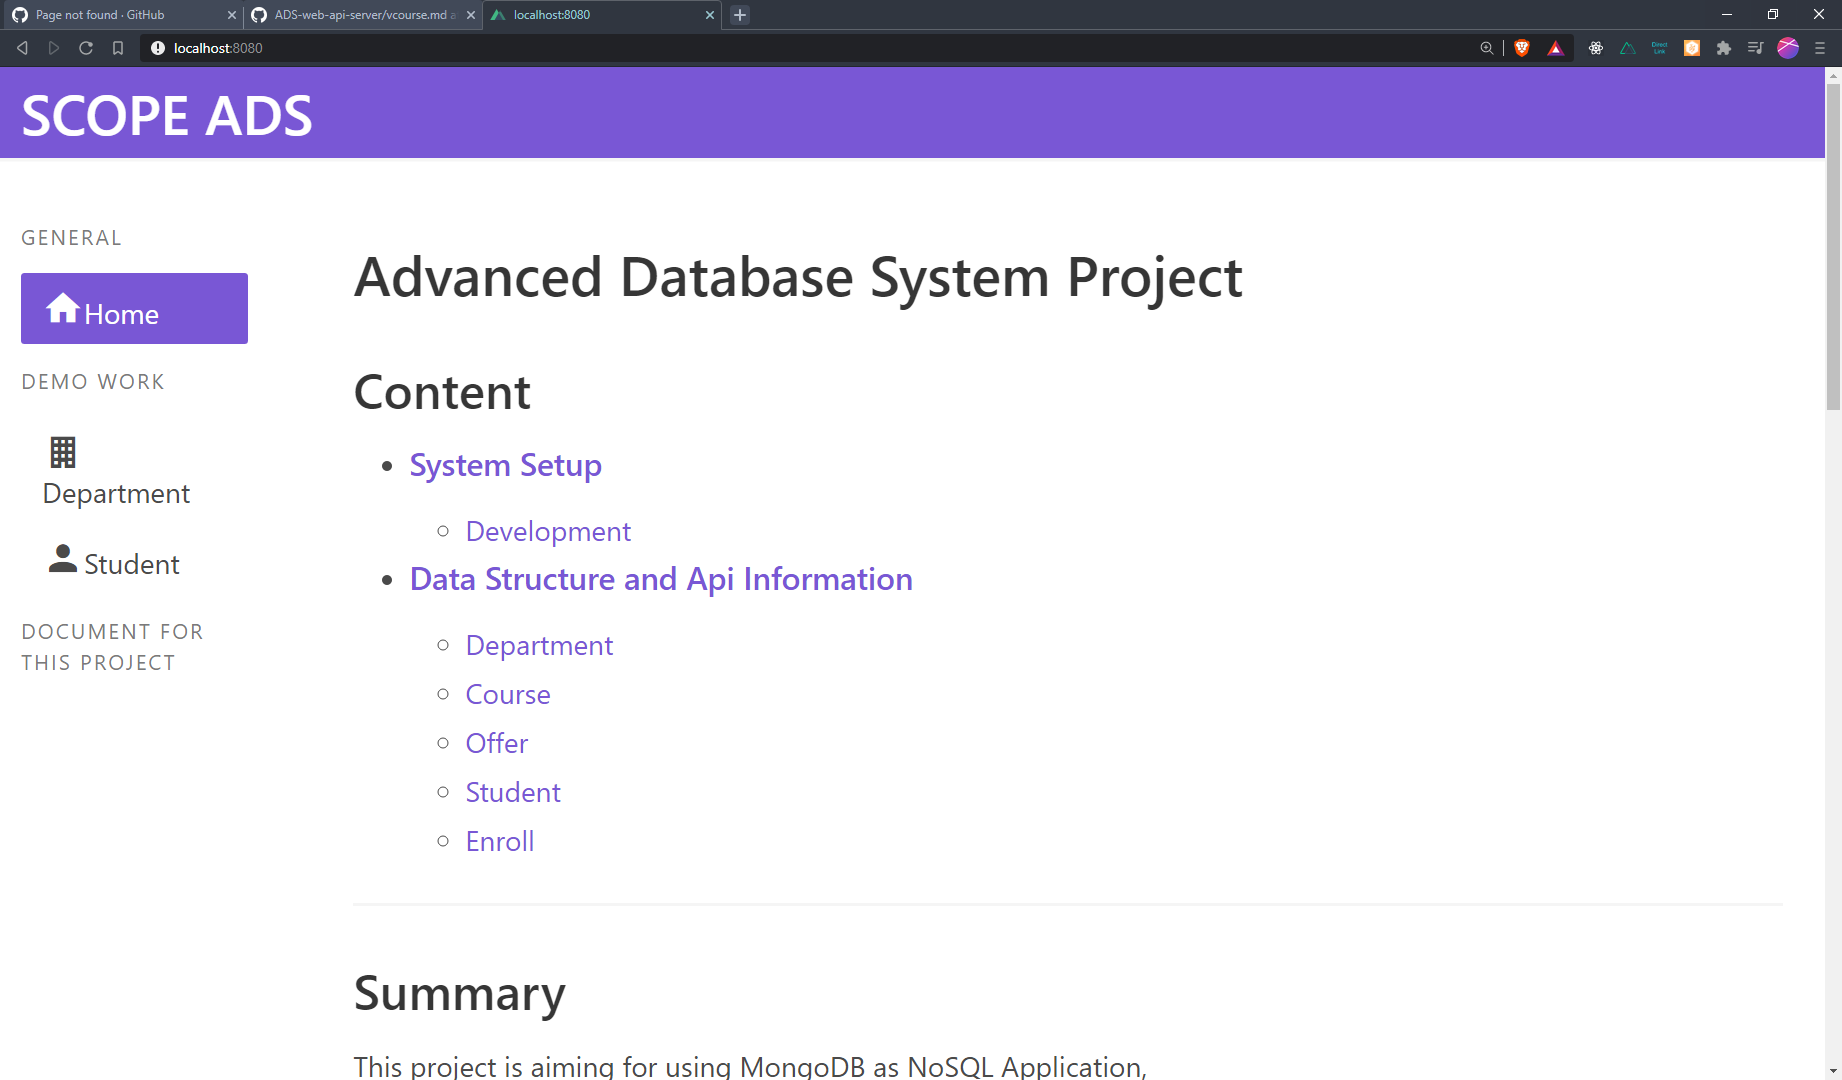 Page not found · GitHub
ADS-web-api-server/vcourse.md a
localhost:8080
localhost:8080
Direct
Link
SCOPE ADS
GENERAL
Home
DEMO WORK
Department
Student
DOCUMENT FOR
THIS PROJECT
Advanced Database System Project
Content
System Setup
Development
Data Structure and Api Information
Department
Course
Offer
Student
Enroll
Summary
This project is aiming for using MongoDB as NoSQL Application,